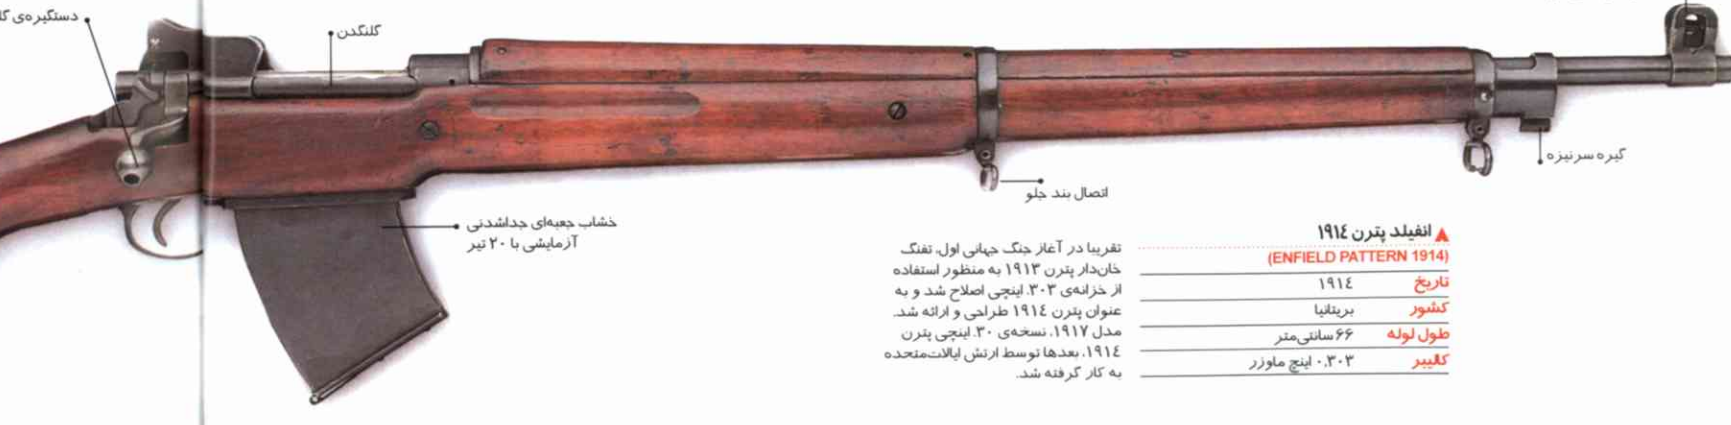 دستگیره‌ی
گلنگدن
گیره سرنیزه
اتصال بند جلو
خشاب جعبه‌ای جداشدنی
آزمایشی با ۲۰ تیر
انفیلد پترن ۱۹۱٤
(ENFIELD PATTERN 1914)
تاریخ ۱۹۱٤
کشور بریتانیا
طول لوله ۶۶ سانتی‌متر
کالیبر ۰٫۳۰۳ اینچ ماوزر
تقریبا در آغاز جنگ جهانی اول، تفنگ
خان‌دار پترن ۱۹۱۳ به منظور استفاده
از خزانه‌ی ۳۰۳. اینچی اصلاح شد و به
عنوان پترن ۱۹۱٤ طراحی و ارائه شد.
مدل ۱۹۱۷، نسخه‌ی ۳۰. اینچی پترن
۱۹۱٤، بعدها توسط ارتش ایالات‌متحده
به کار گرفته شد.